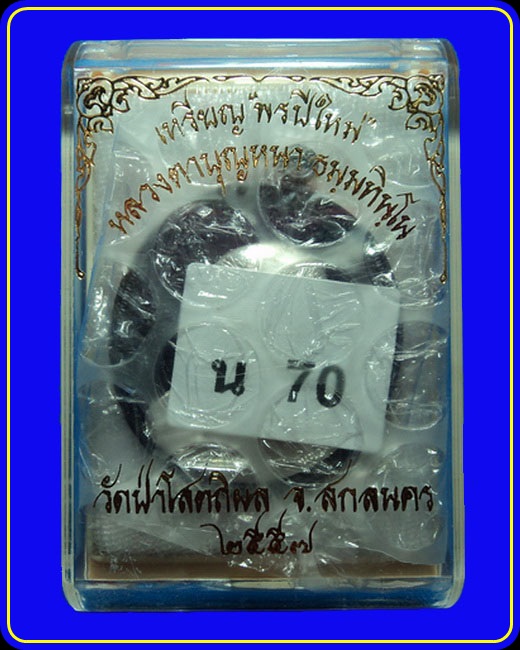 เหรียญ"พรปีใหม่"
หลวงตาบุญหนา ธมฺมทินฺโน
น 70
วัดป่าโสตถิผล จ.สกลนคร
๒๕๕๗